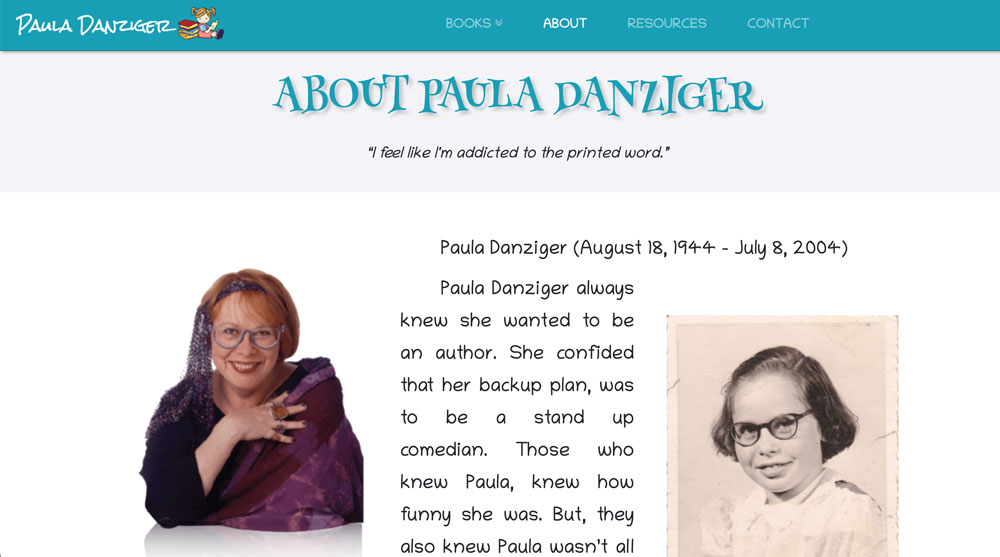 Paula Danziger
BOOKS ABOUT RESOURCES CONTACT
ABOUT PAULA DANZIGER
“I feel like I'm addicted to the printed word.”
Paula Danziger (August 18, 1944 - July 8, 2004)
Paula Danziger always
knew she wanted to be
an author. She confided
that her backup plan, was
to be a stand up
comedian. Those who
knew Paula, knew how
funny she was. But, they
also knew Paula wasn't all